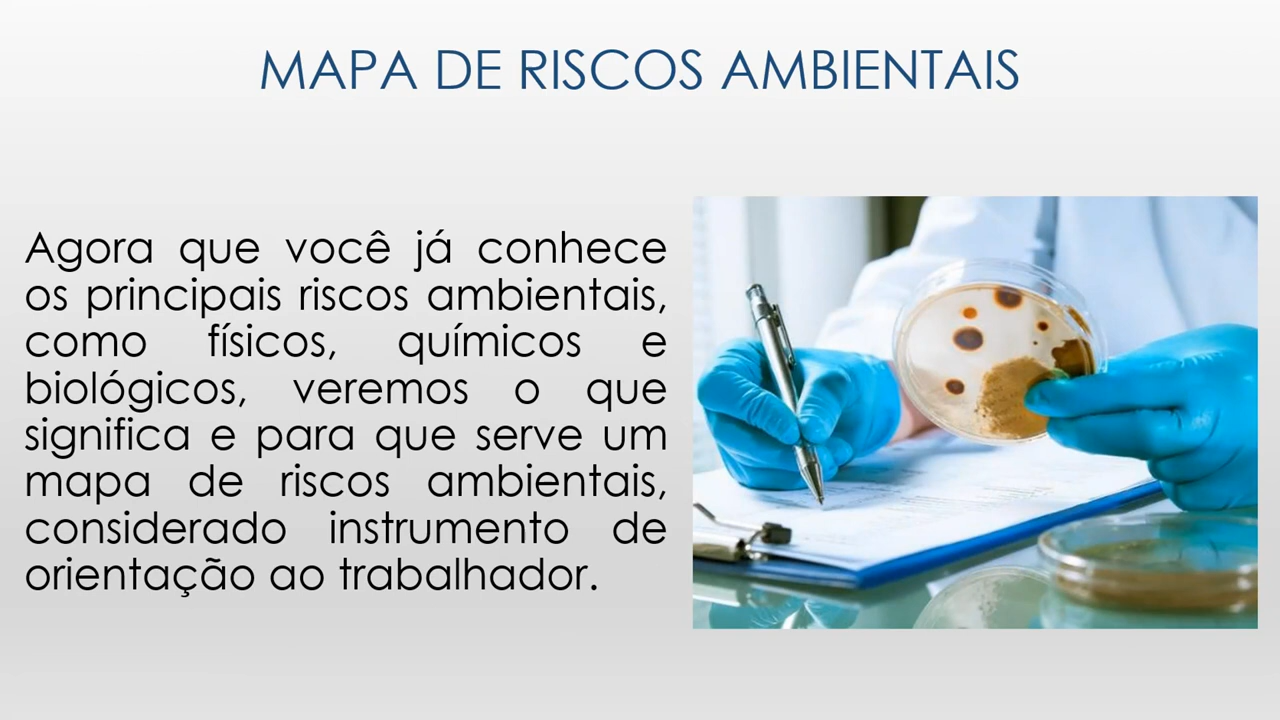 MAPA DE RISCOS AMBIENTAIS
Agora que você já conhece
os principais riscos ambientais,
como físicos, químicos e
biológicos, veremos o que
significa e para que serve um
mapa de riscos ambientais,
considerado instrumento de
orientação ao trabalhador.